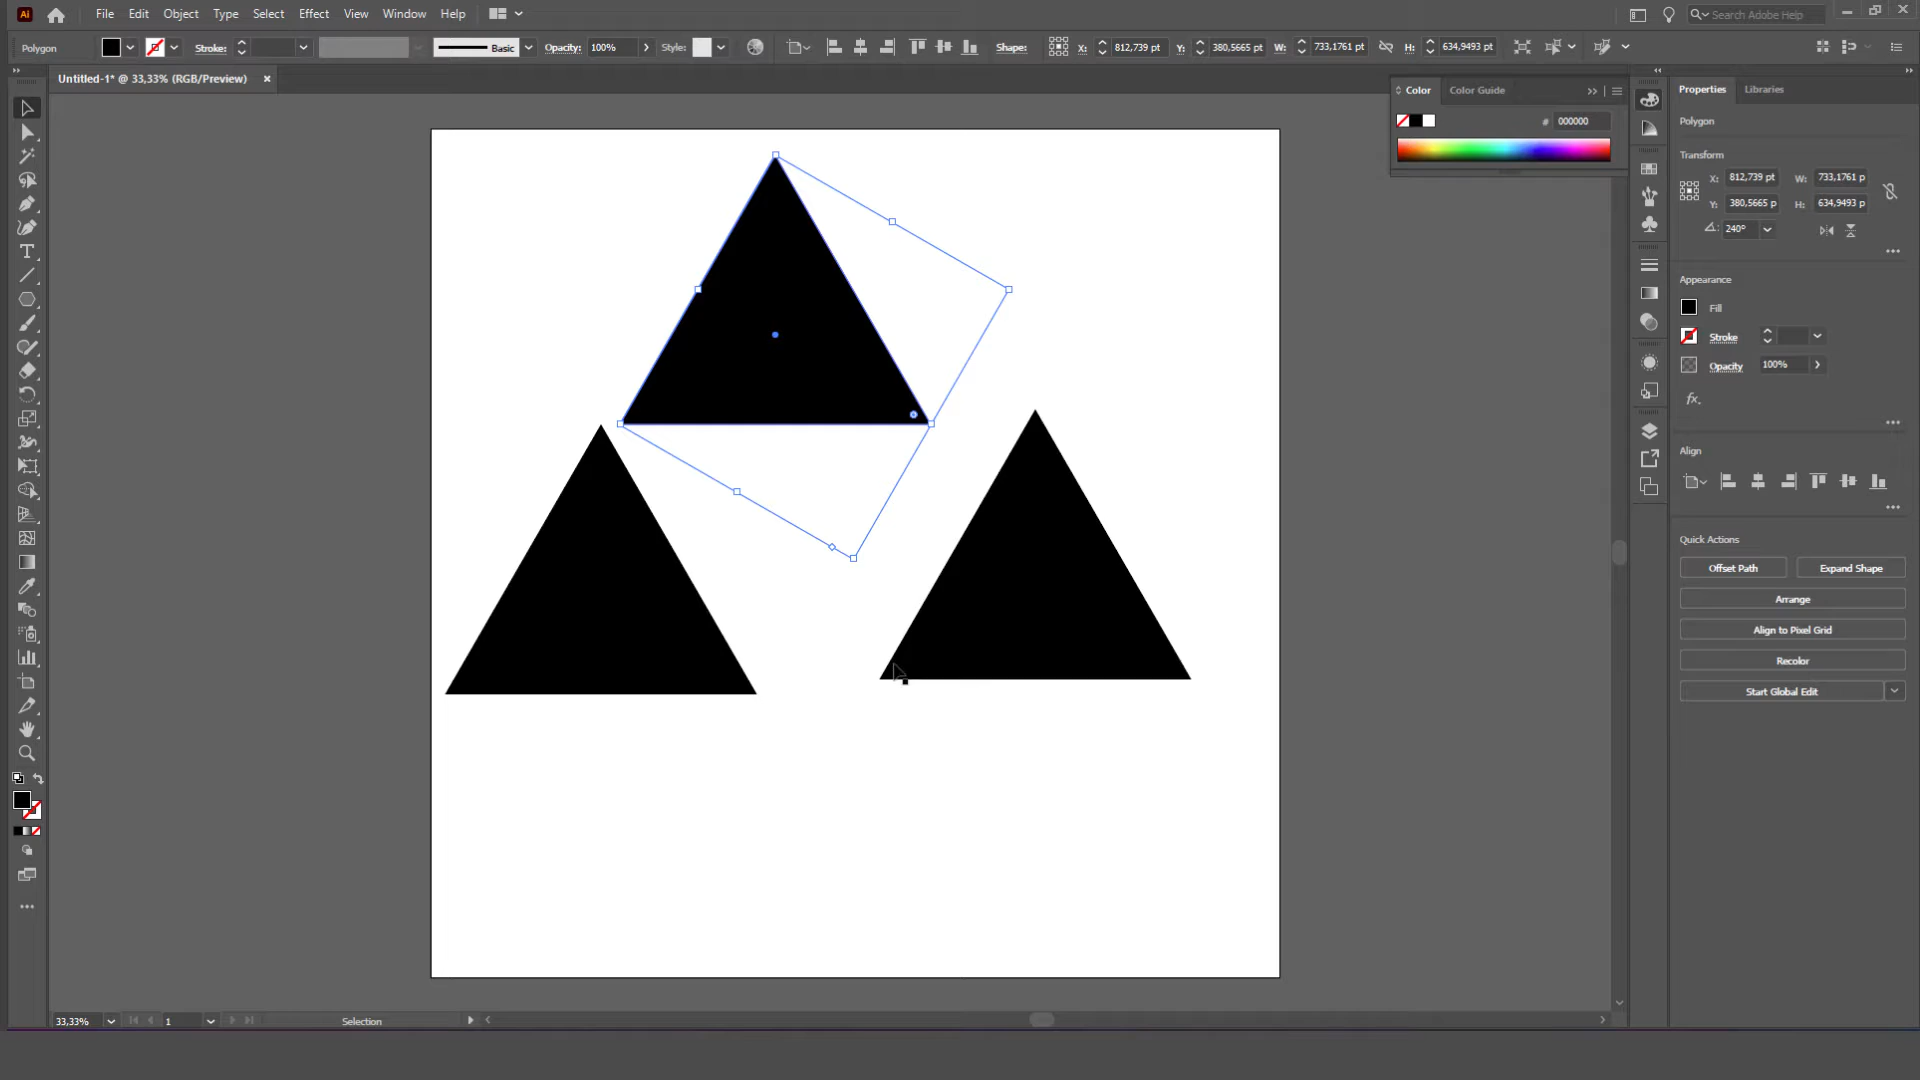 Ai File Edit Object Type Select Effect View Window Help Search Adobe Help
Polygon Stroke: Basic Opacity: 100% Style: Shape: X: 812,739 pt Y: 380,5665 pt W: 733,1761 pt H: 634,9493 pt
Untitled-1* @ 33,33% (RGB/Preview) ×
Color Color Guide
# 000000
Properties Libraries
Polygon
Transform
X: 812,739 pt W: 733,1761 p
Y: 380,5665 p H: 634,9493 p
240°
Appearance
Fill
Stroke
Opacity 100%
fx.
Align
Quick Actions
Offset Path Expand Shape
Arrange
Align to Pixel Grid
Recolor
Start Global Edit
33,33% 1 Selection